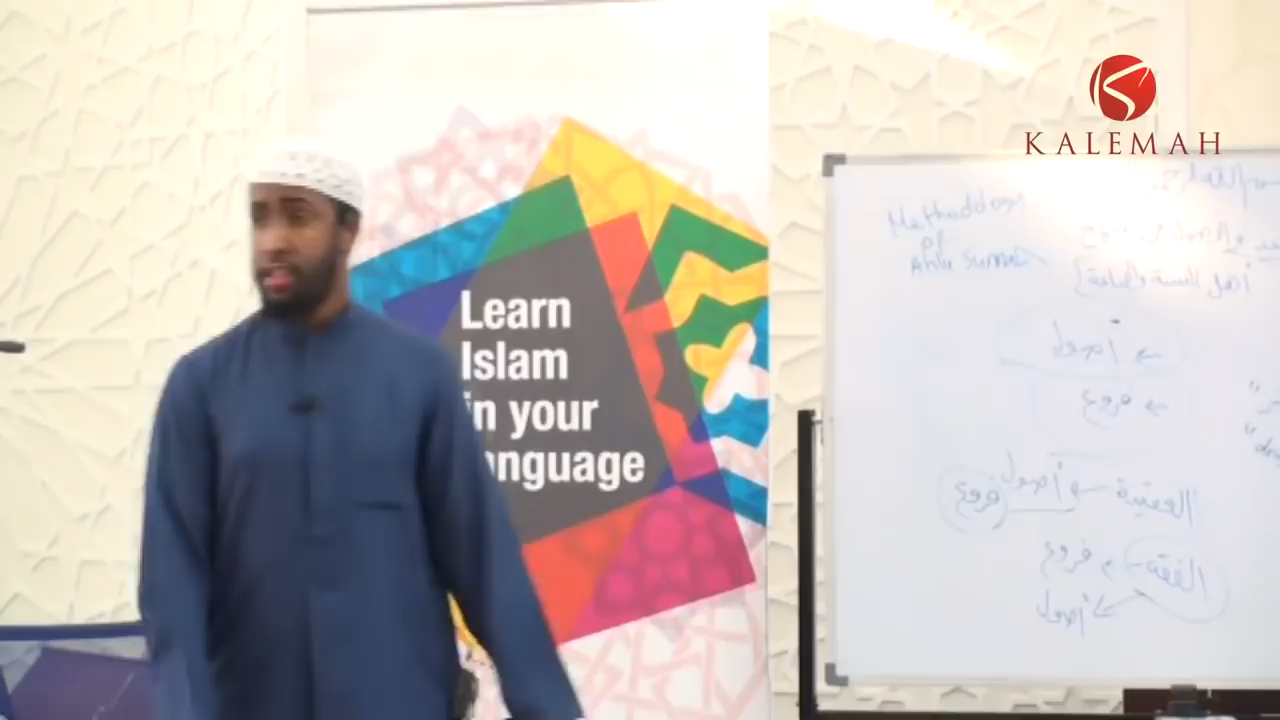 KALEMAH
Learn
Islam
in your
language
Methodology
of
Ahlu Sunnah
أهل السنة والجماعة
أصول
فروع
العقيدة أصول فروع
الفقه فروع
أصول